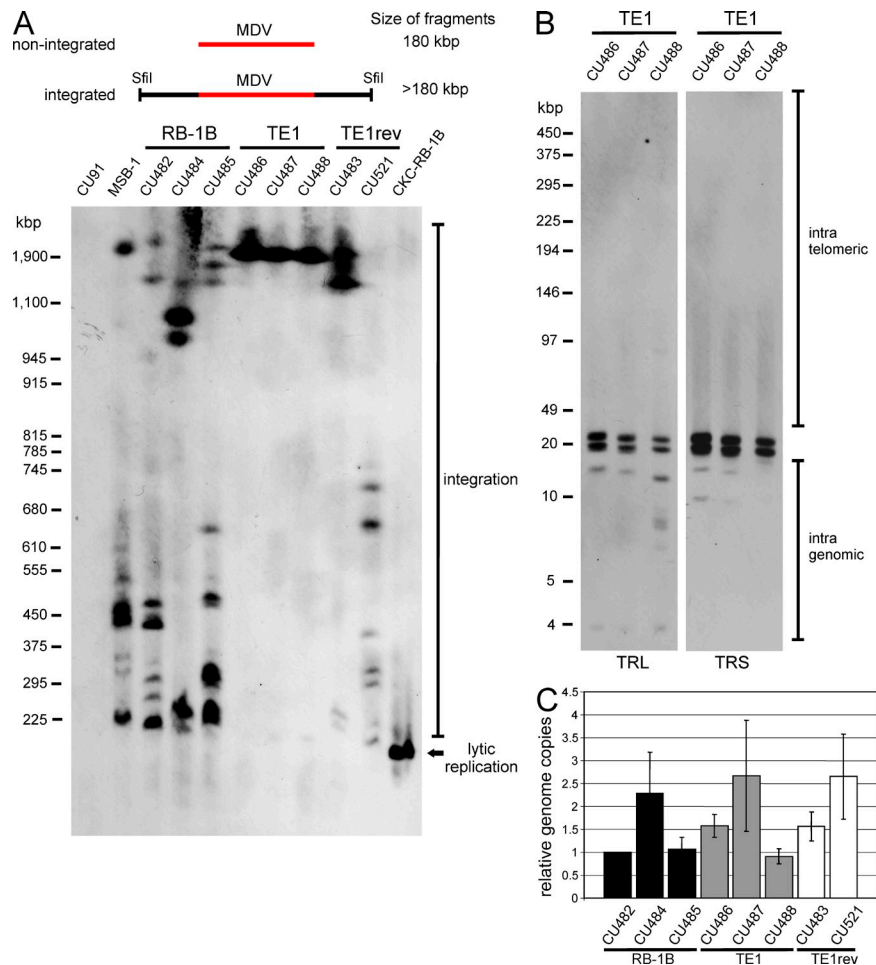 A
Size of fragments
MDV
non-integrated
180 kbp
SfiI MDV SfiI
integrated
>180 kbp
RB-1B TE1 TE1rev
CU91 MSB-1 CU482 CU484 CU485 CU486 CU487 CU488 CU483 CU521 CKC-RB-1B
kbp
1,900
1,100
945
915
815
785
745
680
610
555
450
375
295
225
integration
lytic
replication
B
TE1 TE1
CU486 CU487 CU488 CU486 CU487 CU488
kbp
450
375
295
225
194
146
97
49
20
10
5
4
intra
telomeric
intra
genomic
TRL TRS
C
relative genome copies
4.5
4
3.5
3
2.5
2
1.5
1
0.5
0
CU482 CU484 CU485 CU486 CU487 CU488 CU483 CU521
RB-1B TE1 TE1rev